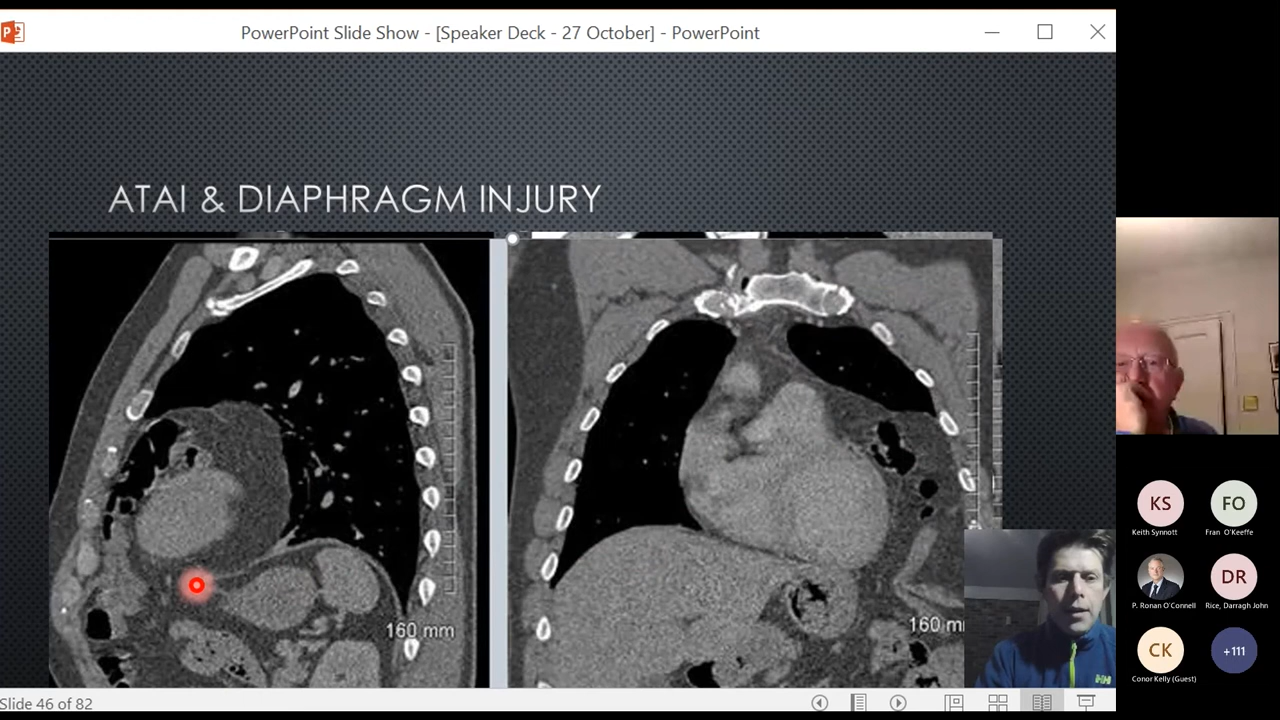 PowerPoint Slide Show - [Speaker Deck - 27 October] - PowerPoint
ATAI & DIAPHRAGM INJURY
160 mm
160 m
HH
Slide 46 of 82
KS
FO
Keith Synnott
Fran O'Keeffe
DR
P. Ronan O'Connell
Rice, Darragh John
CK
+111
Conor Kelly (Guest)